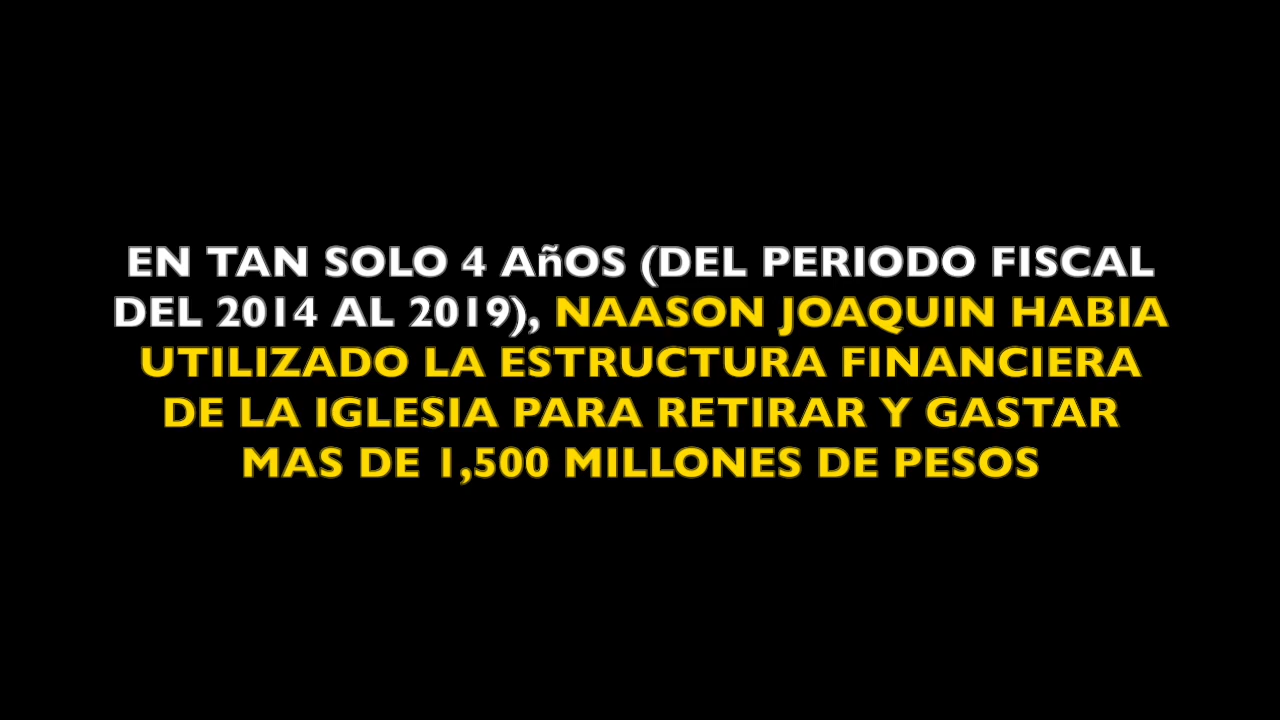 EN TAN SOLO 4 AñOS (DEL PERIODO FISCAL
DEL 2014 AL 2019), NAASON JOAQUIN HABIA
UTILIZADO LA ESTRUCTURA FINANCIERA
DE LA IGLESIA PARA RETIRAR Y GASTAR
MAS DE 1,500 MILLONES DE PESOS